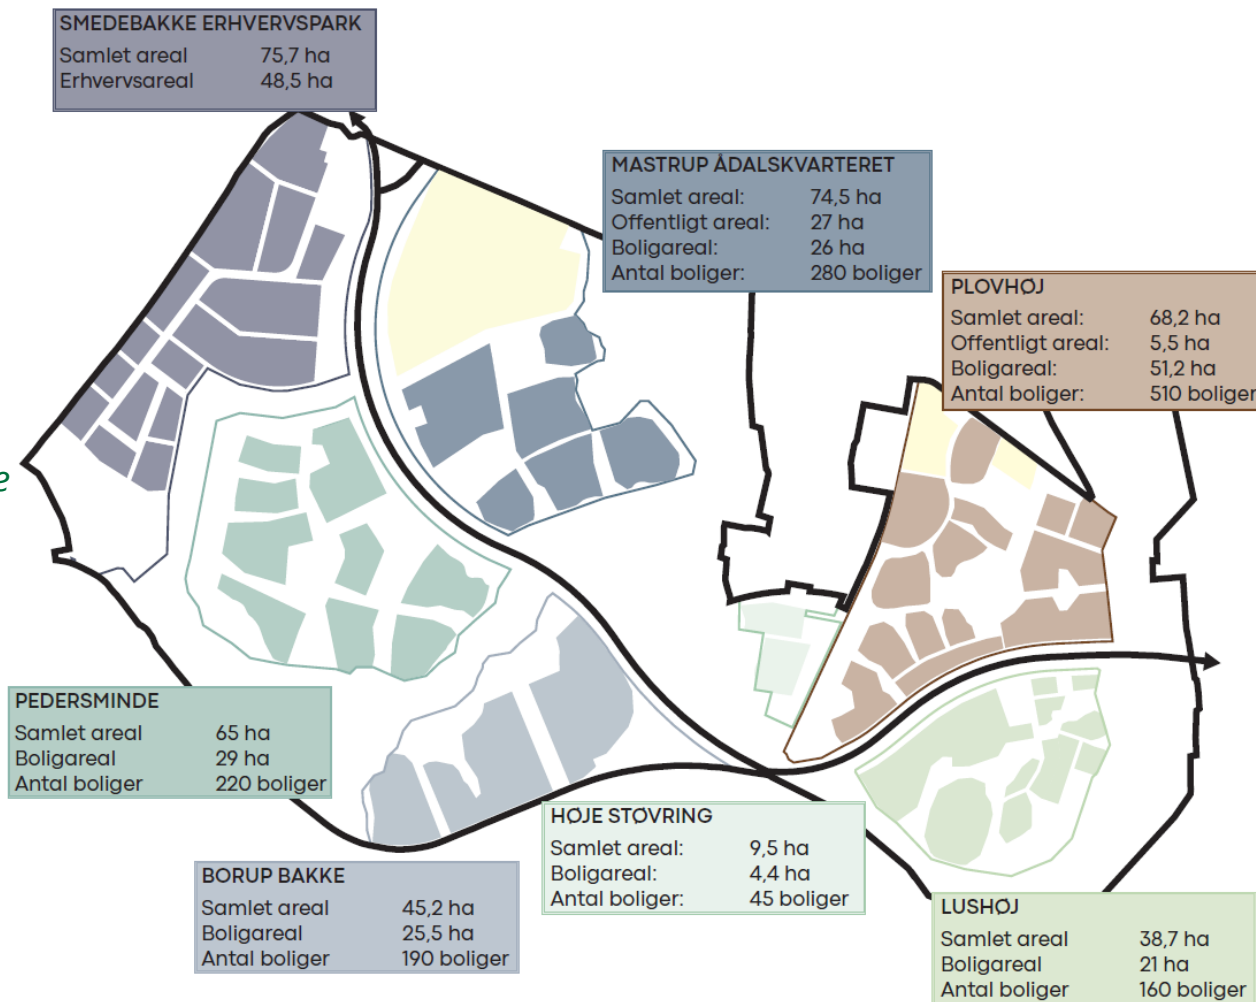 SMEDEBAKKE ERHVERVSPARK
Samlet areal 75,7 ha
Erhvervsareal 48,5 ha
MASTRUP ÅDALSKVARTERET
Samlet areal: 74,5 ha
Offentligt areal: 27 ha
Boligareal: 26 ha
Antal boliger: 280 boliger
PLOVHØJ
Samlet areal: 68,2 ha
Offentligt areal: 5,5 ha
Boligareal: 51,2 ha
Antal boliger: 510 boliger
e
PEDERSMINDE
Samlet areal 65 ha
Boligareal 29 ha
Antal boliger 220 boliger
HØJE STØVRING
Samlet areal: 9,5 ha
Boligareal: 4,4 ha
Antal boliger: 45 boliger
BORUP BAKKE
Samlet areal 45,2 ha
Boligareal 25,5 ha
Antal boliger 190 boliger
LUSHØJ
Samlet areal 38,7 ha
Boligareal 21 ha
Antal boliger 160 boliger